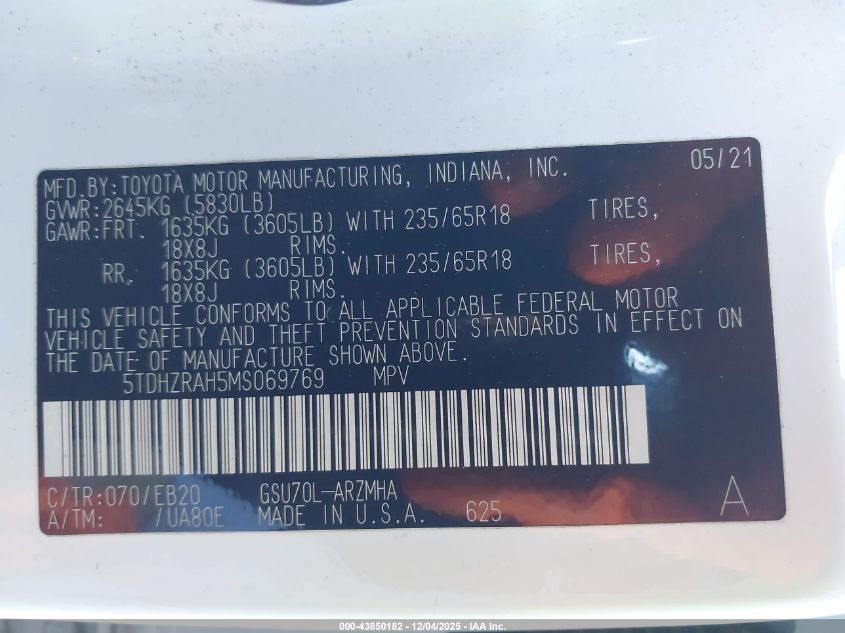 MFD.BY:TOYOTA MOTOR MANUFACTURING, INDIANA, INC. 05/21
GVWR:2645KG (5830LB)
GAWR:FRT. 1635KG (3605LB) WITH 235/65R18 TIRES,
18X8J RIMS.
RR. 1635KG (3605LB) WITH 235/65R18 TIRES,
18X8J RIMS.
THIS VEHICLE CONFORMS TO ALL APPLICABLE FEDERAL MOTOR
VEHICLE SAFETY AND THEFT PREVENTION STANDARDS IN EFFECT ON
THE DATE OF MANUFACTURE SHOWN ABOVE.
5TDHZRAH5MS069769 MPV
C/TR:070/EB20 GSU70L-ARZMHA
A/TM: /UA80E MADE IN U.S.A. 625 A
000-43850182 - 12/04/2025 - IAA Inc.